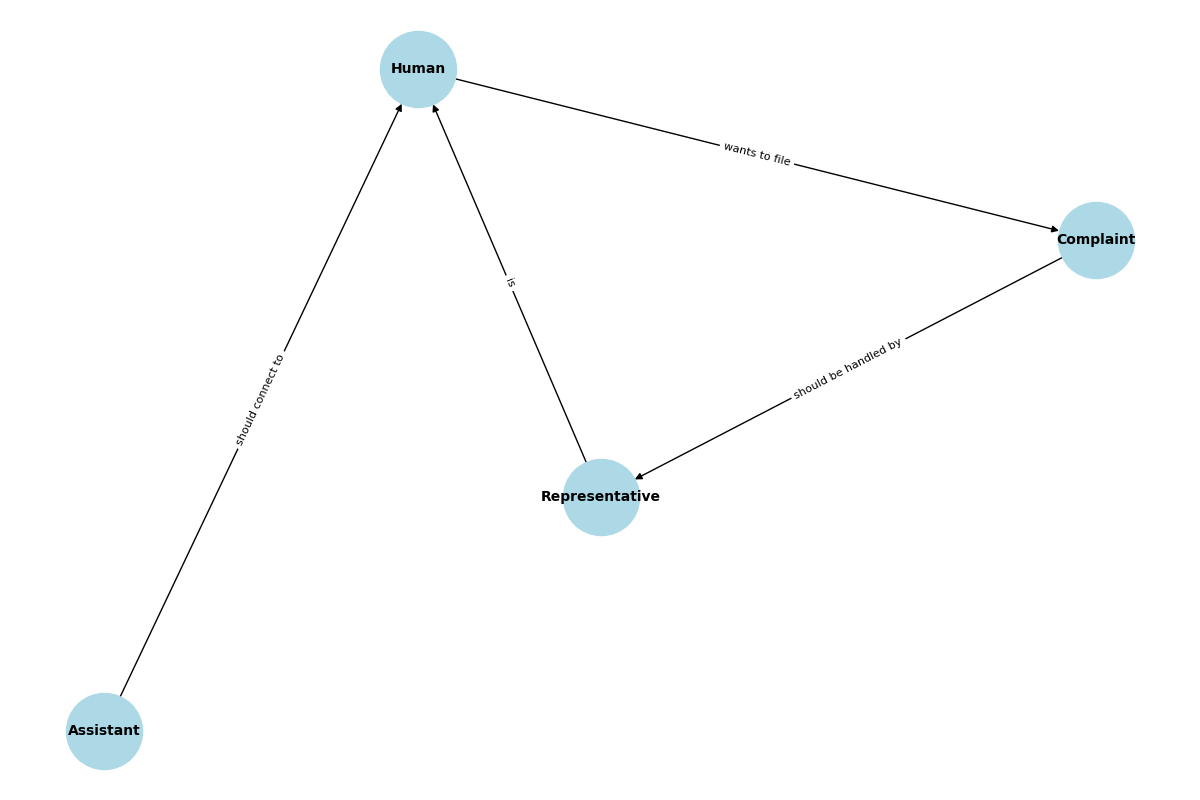 Human
wants to file
Complaint
is
should be handled by
should connect to
Representative
Assistant